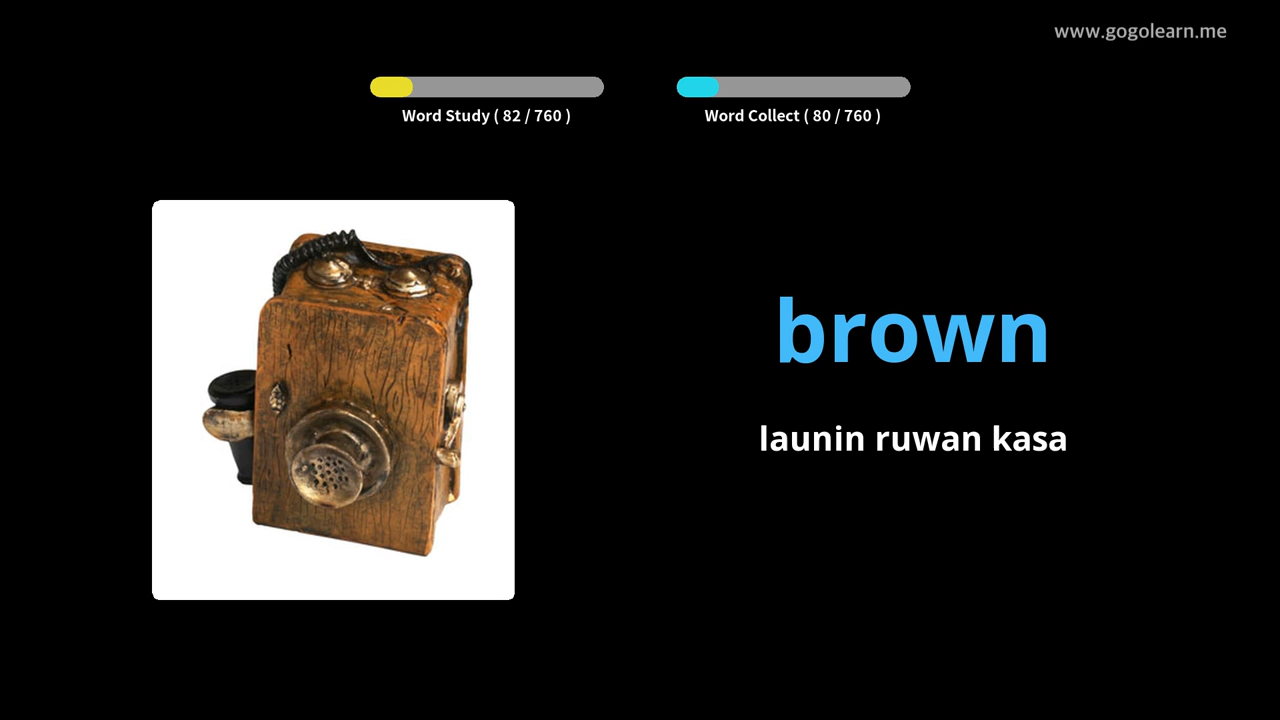 www.gogolearn.me
Word Study ( 82 / 760 )
Word Collect ( 80 / 760 )
brown
launin ruwan kasa